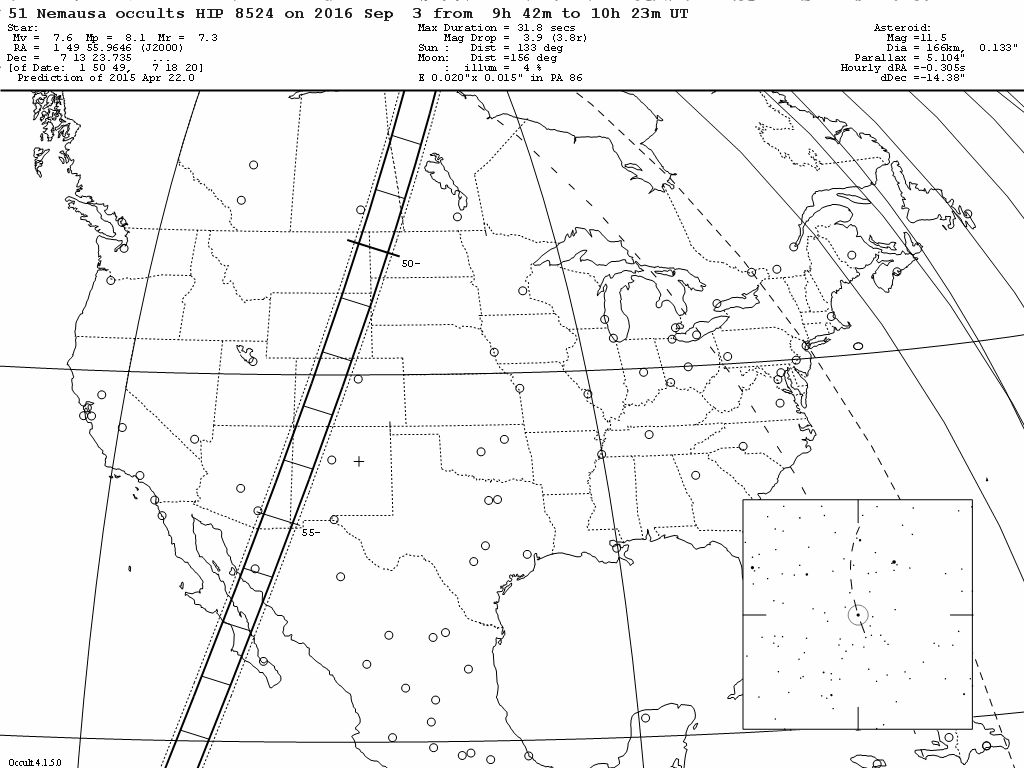 51 Nemausa occults HIP 8524 on 2016 Sep  3 from  9h 42m to 10h 23m UT
Star:
Mv =  7.6  Mp =  8.1  Mr =  7.3
RA =  1 49 55.9646 (J2000)
Dec =   7 13 23.735   ...
[of Date:  1 50 49,   7 18 20]
Prediction of 2015 Apr 22.0
Max Duration = 31.8 secs
Mag Drop =  3.9 (3.8r)
Sun :   Dist = 133 deg
Moon:   Dist =156 deg
:  illum =  4 %
E 0.020"x 0.015" in PA 86
Asteroid:
Mag =11.5
Dia = 166km,  0.133"
Parallax = 5.104"
Hourly dRA =-0.305s
dDec =-14.38"
50-
55-
Occult 4.1.5.0